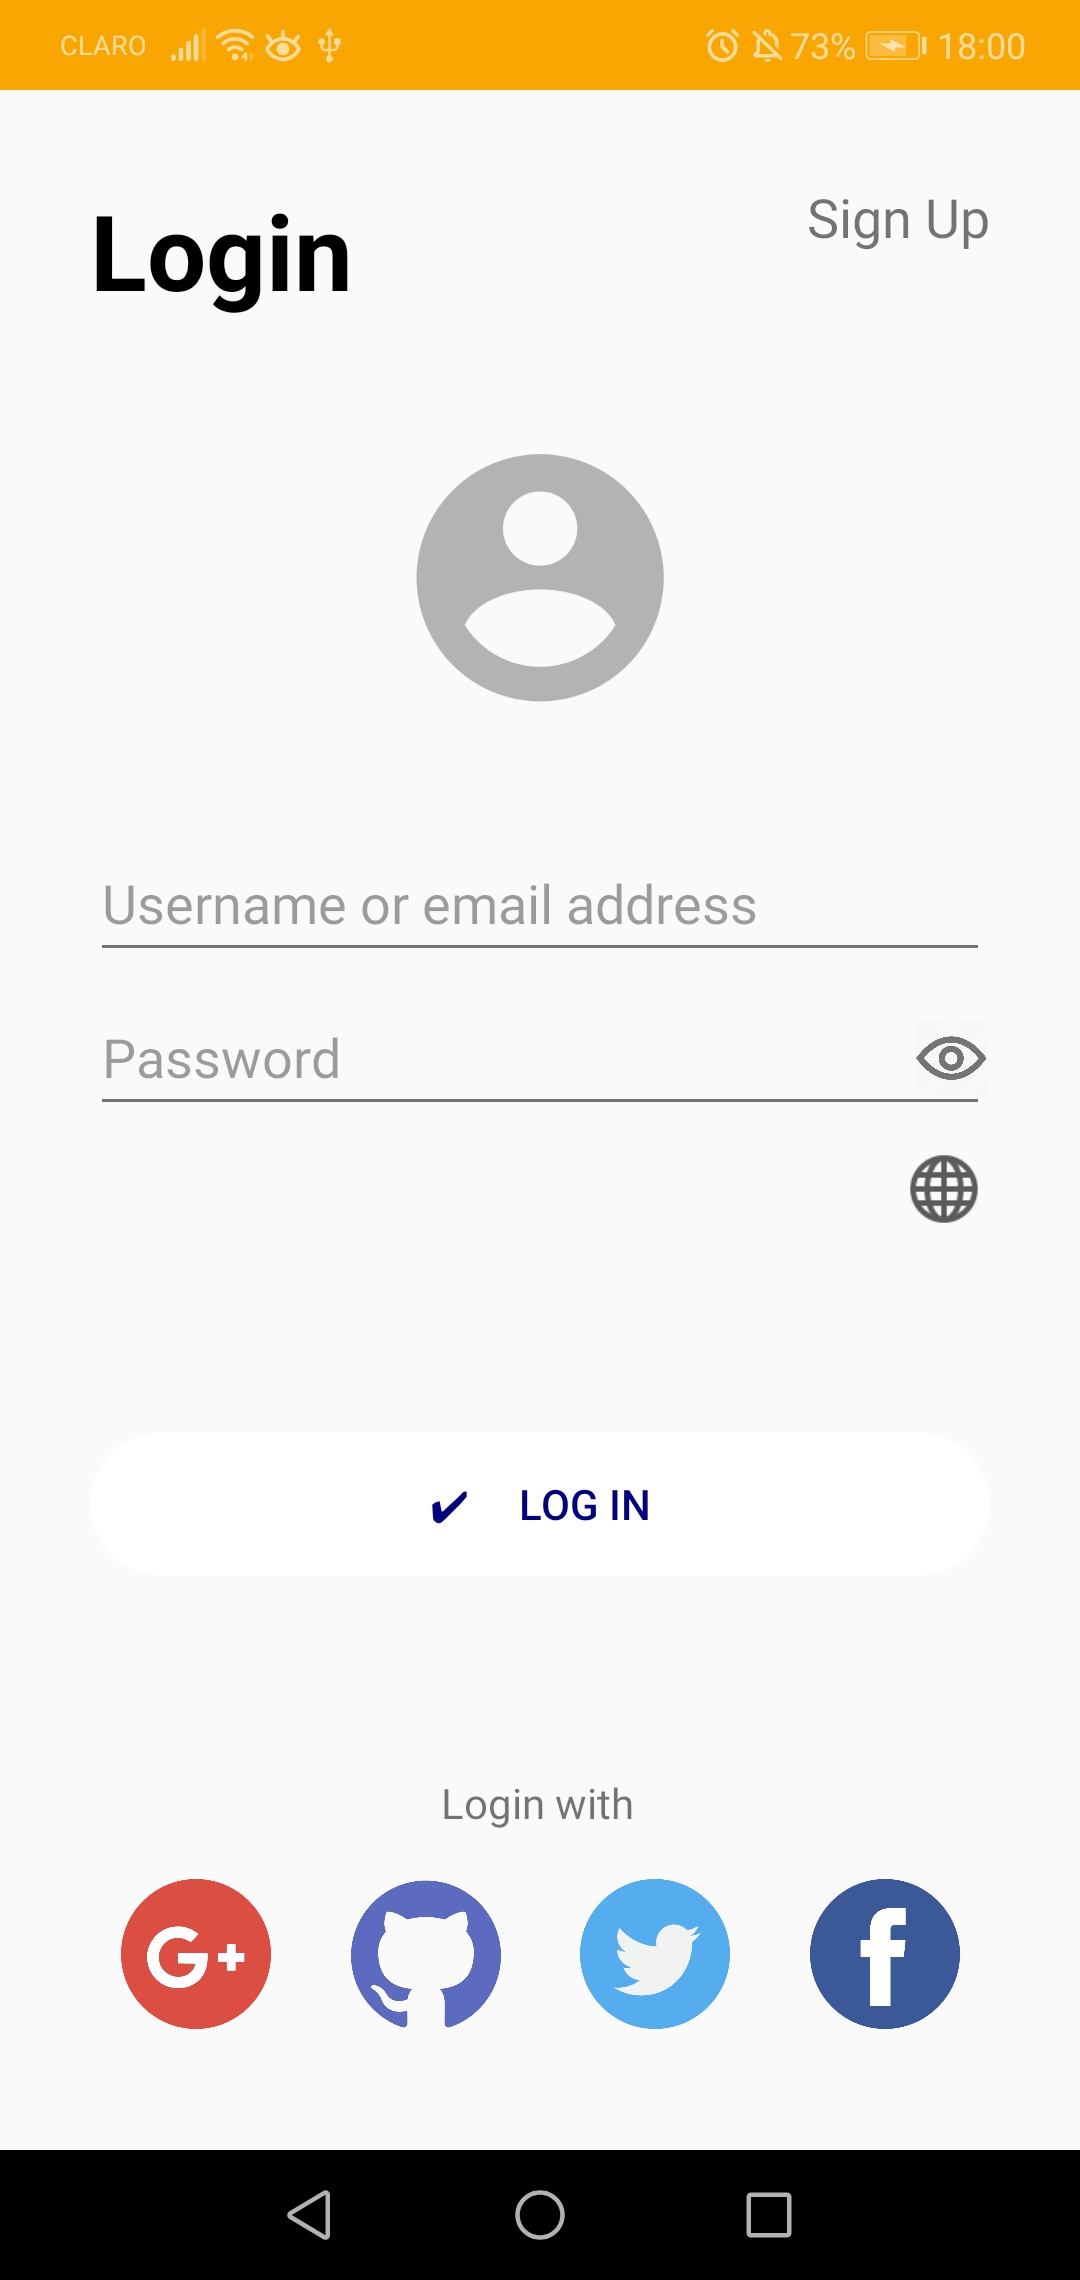 CLARO 73% 18:00
Login
Sign Up
Username or email address
Password
✔ LOG IN
Login with
G+
f